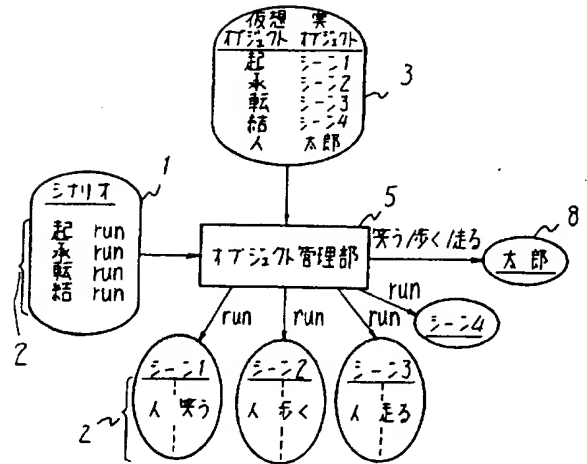 仮想 実
オブジェクト オブジェクト
起 シーン1
承 シーン2
転 シーン3
結 シーン4
人 太郎
3
1
シナリオ
起 run
承 run
転 run
結 run
2
5
オブジェクト管理部
笑う/歩く/走る
8
太郎
run
シーン4
run
run
run
シーン1
人 笑う
シーン2
人 歩く
シーン3
人 走る
2